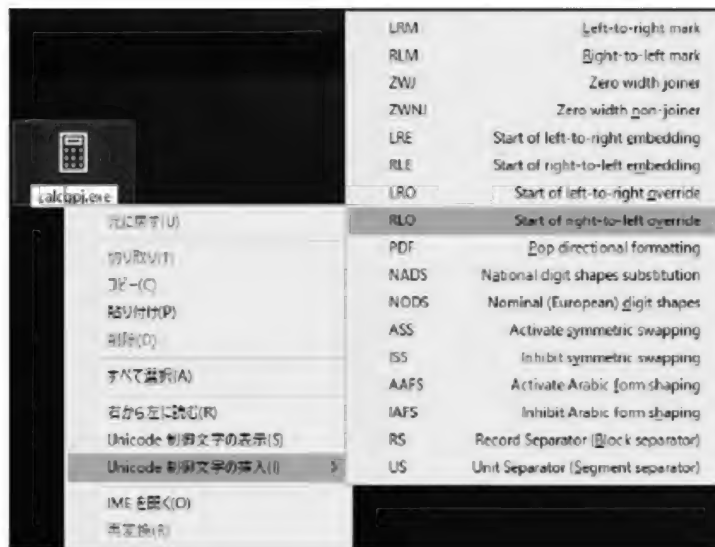 LRM Left-to-right mark
RLM Right-to-left mark
ZWJ Zero width joiner
ZWNJ Zero width non-joiner
LRE Start of left-to-right embedding
RLE Start of right-to-left embedding
LRO Start of left-to-right override
RLO Start of right-to-left override
PDF Pop directional formatting
NADS National digit shapes substitution
NODS Nominal (European) digit shapes
ASS Activate symmetric swapping
ISS Inhibit symmetric swapping
AAFS Activate Arabic form shaping
IAFS Inhibit Arabic form shaping
RS Record Separator (Block separator)
US Unit Separator (Segment separator)
calcgpj.exe
元に戻す(U)
切り取り(T)
コピー(C)
貼り付け(P)
削除(D)
すべて選択(A)
右から左に読む(R)
Unicode 制御文字の表示(S)
Unicode 制御文字の挿入(I)
IME を開く(O)
再変換(R)